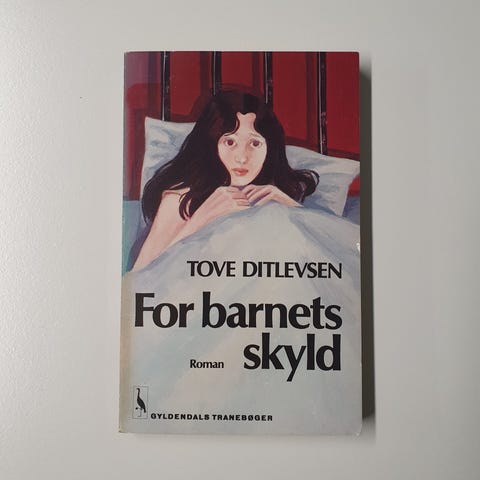 TOVE DITLEVSEN
For barnets
Roman skyld
GYLDENDALS TRANEBØGER